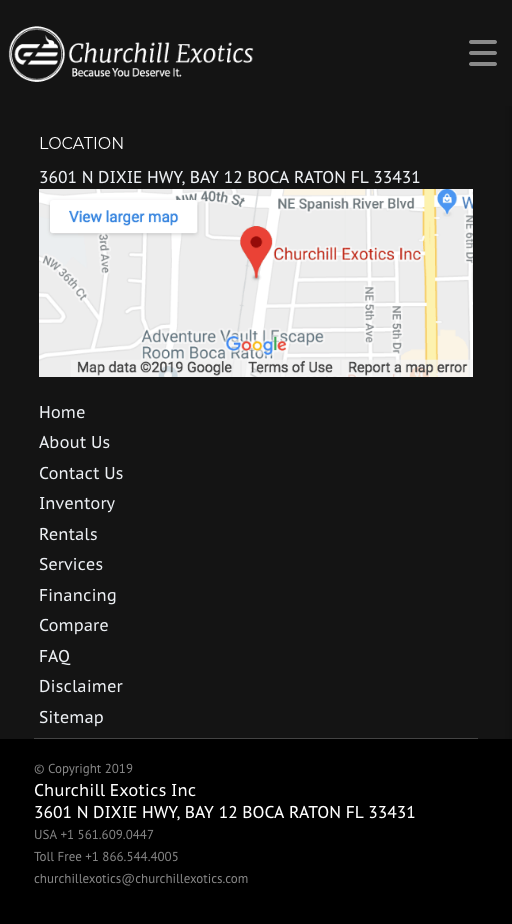 Churchill Exotics
Because You Deserve It.
LOCATION
3601 N DIXIE HWY, BAY 12 BOCA RATON FL 33431
NW 40th St
NE Spanish River Blvd
W
View larger map
3rd Ave
NE 6th Dr
NW 36th Ct
Churchill Exotics Inc
NE 5th Ave
NE 5th Dr
Adventure Vault | Escape
Room Boca Raton
Google
Map data ©2019 Google Terms of Use Report a map error
Home
About Us
Contact Us
Inventory
Rentals
Services
Financing
Compare
FAQ
Disclaimer
Sitemap
© Copyright 2019
Churchill Exotics Inc
3601 N DIXIE HWY, BAY 12 BOCA RATON FL 33431
USA +1 561.609.0447
Toll Free +1 866.544.4005
churchillexotics@churchillexotics.com